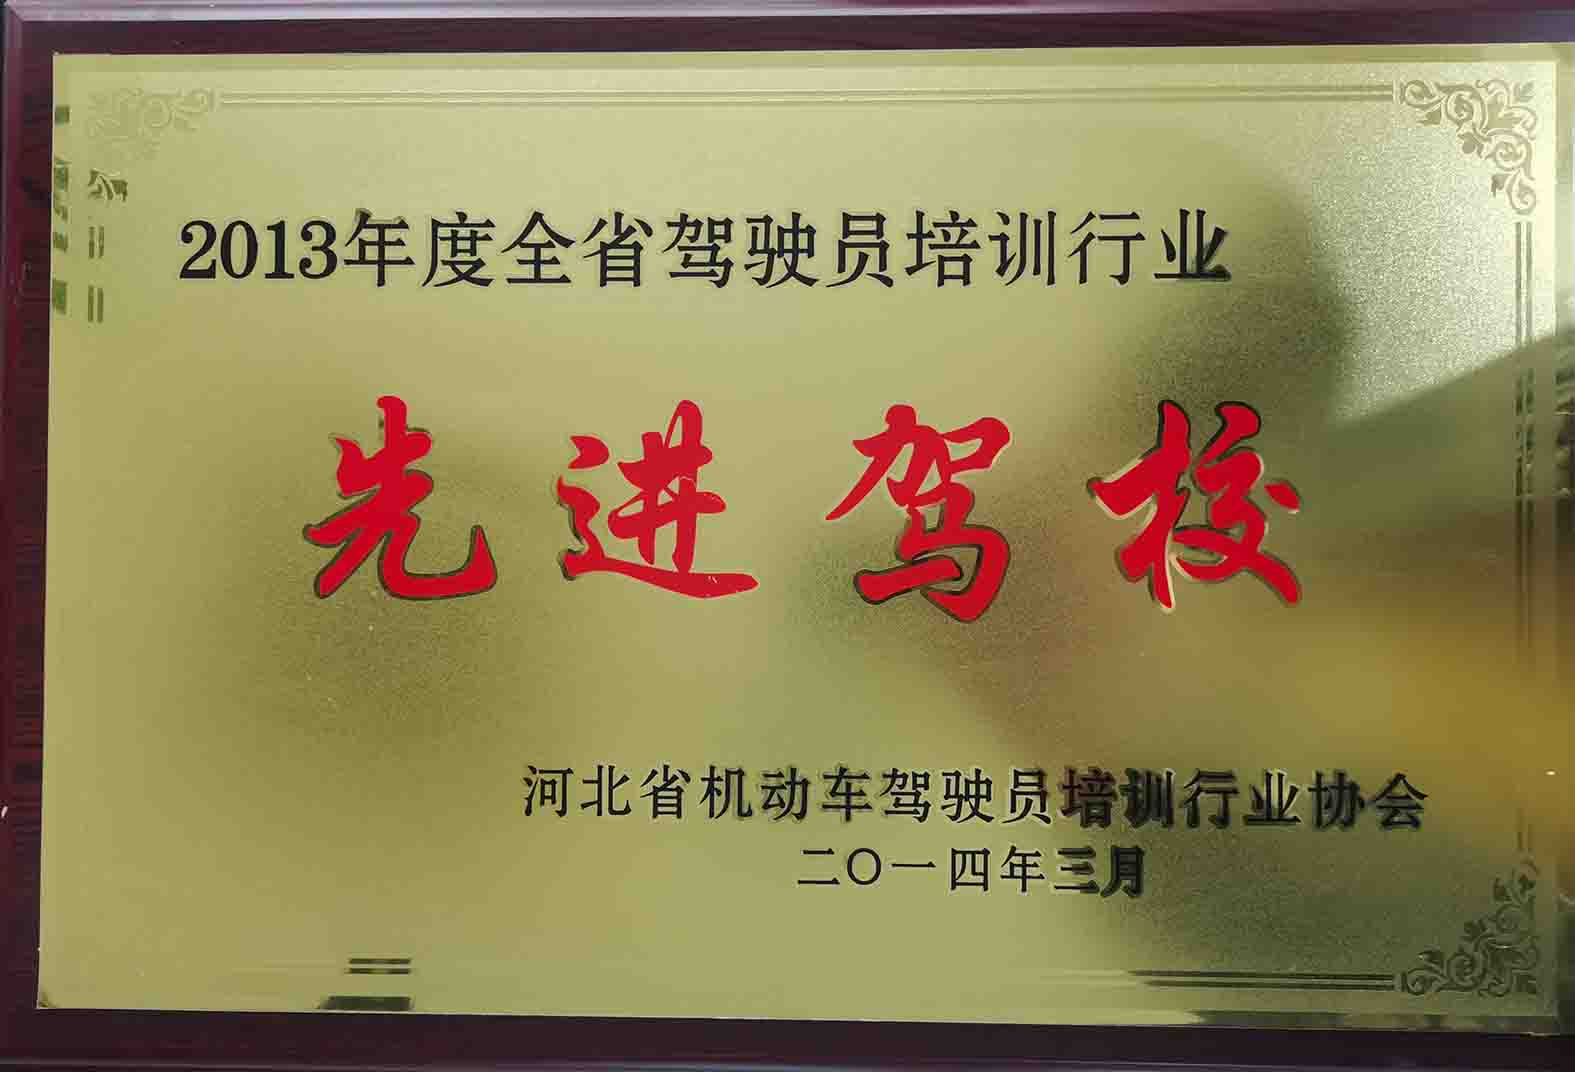 2013年度全省驾驶员培训行业
先进驾校
河北省机动车驾驶员培训行业协会
二〇一四年三月